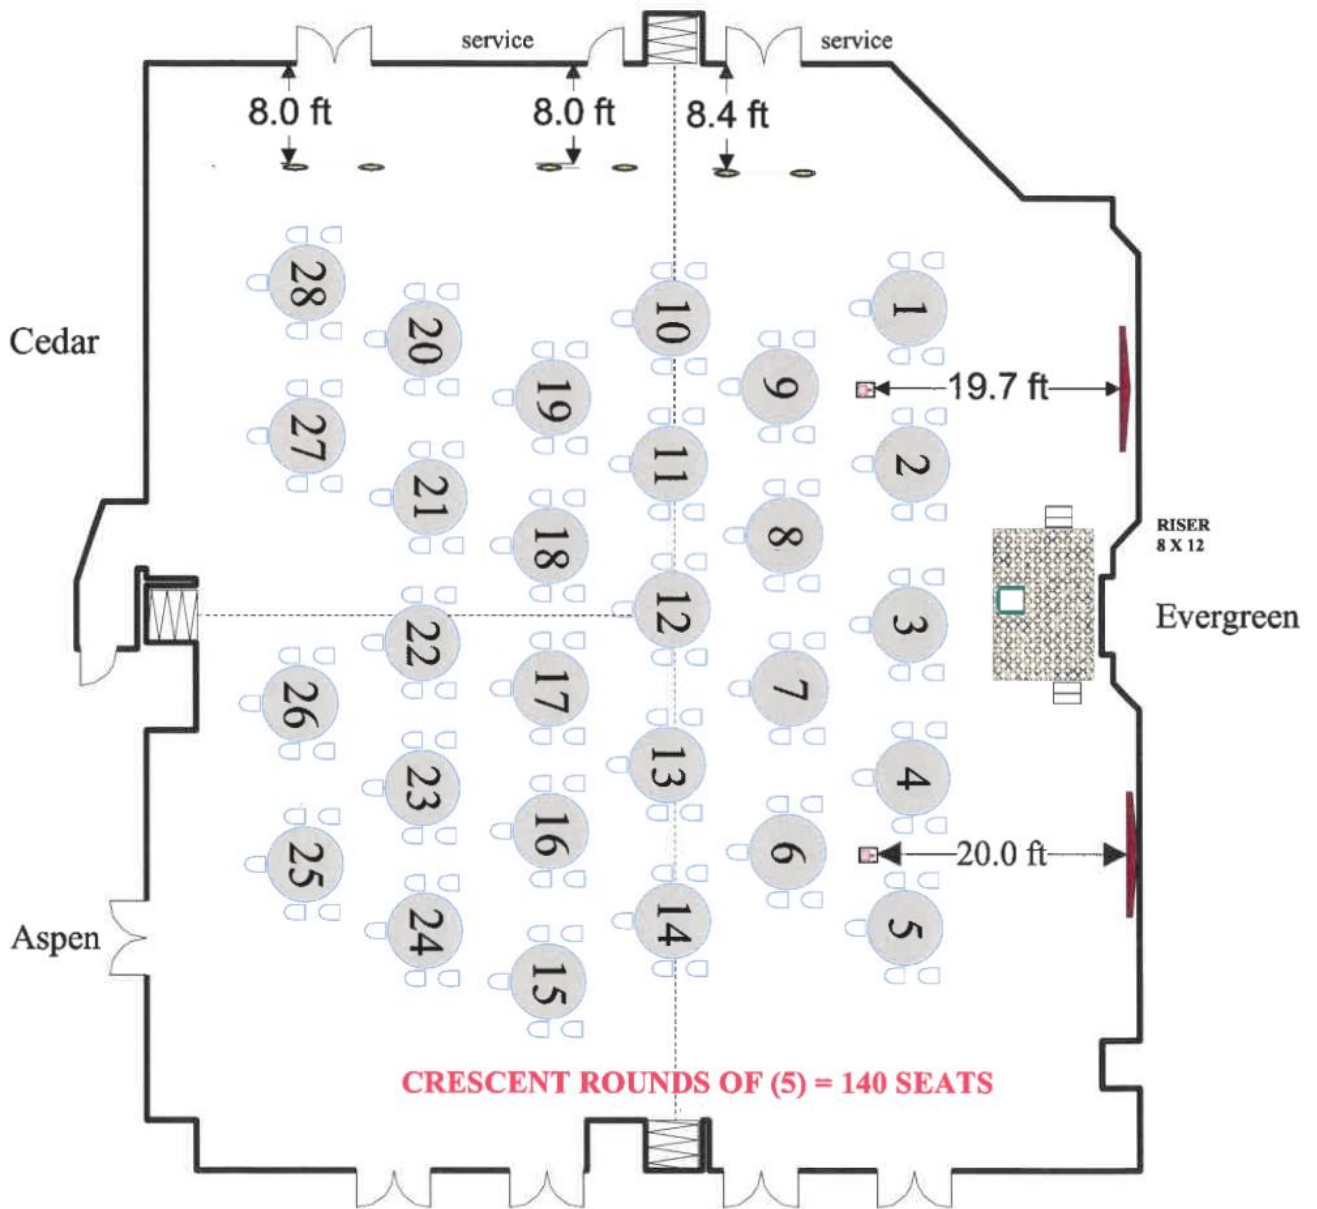 service
service
8.0 ft
8.0 ft
8.4 ft
28
20
10
1
Cedar
19
9
19.7 ft
27
11
2
21
18
8
RISER
8 X 12
22
12
3
Evergreen
26
17
7
23
13
4
25
16
6
20.0 ft
Aspen
24
14
5
15
CRESCENT ROUNDS OF (5) = 140 SEATS